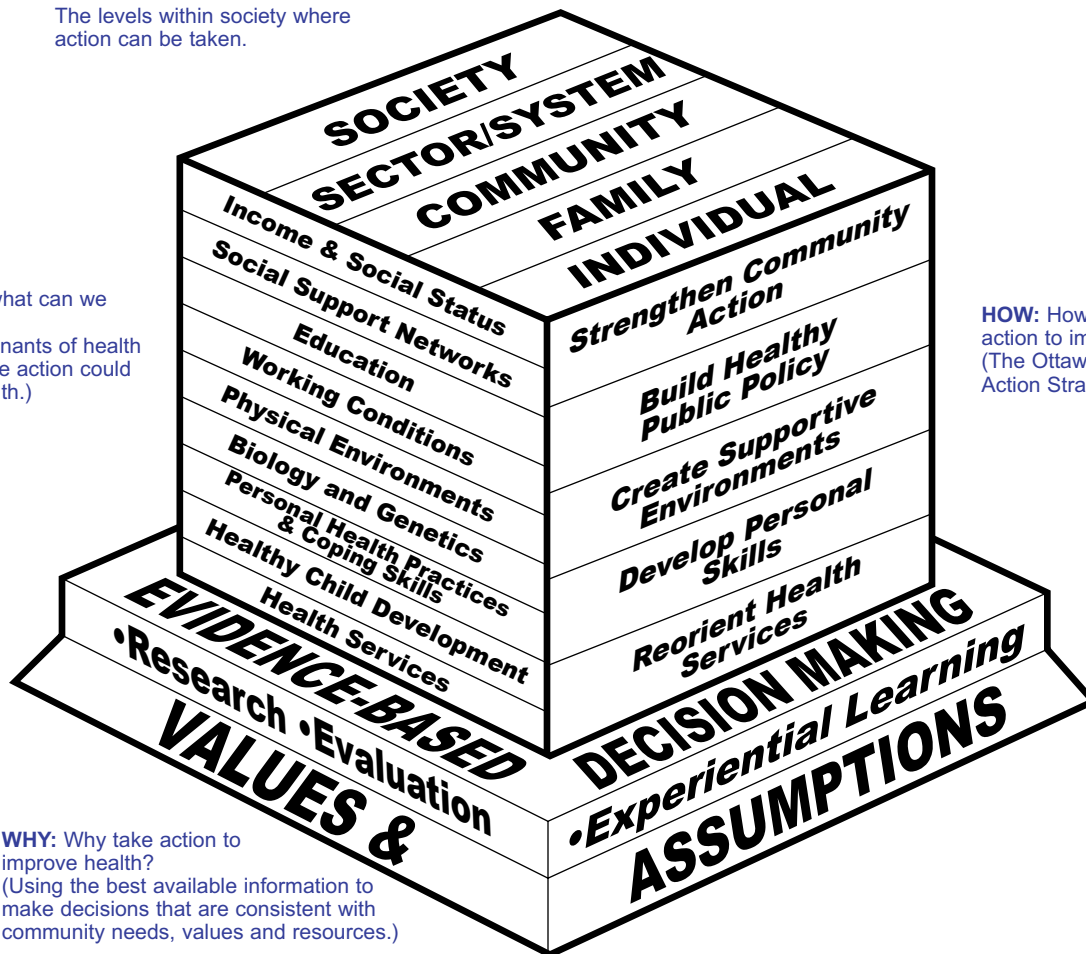 The levels within society where
action can be taken.
SOCIETY
SECTOR/SYSTEM
COMMUNITY
FAMILY
INDIVIDUAL
what can we
nants of health
e action could
th.)
Income & Social Status
Social Support Networks
Education
Working Conditions
Physical Environments
Biology and Genetics
Personal Health Practices
& Coping Skills
Healthy Child Development
Health Services
Strengthen Community
Action
Build Healthy
Public Policy
Create Supportive
Environments
Develop Personal
Skills
Reorient Health
Services
HOW: How
action to im
(The Ottaw
Action Stra
EVIDENCE-BASED
DECISION MAKING
•Research •Evaluation
•Experiential Learning
VALUES &
ASSUMPTIONS
WHY: Why take action to
improve health?
(Using the best available information to
make decisions that are consistent with
community needs, values and resources.)